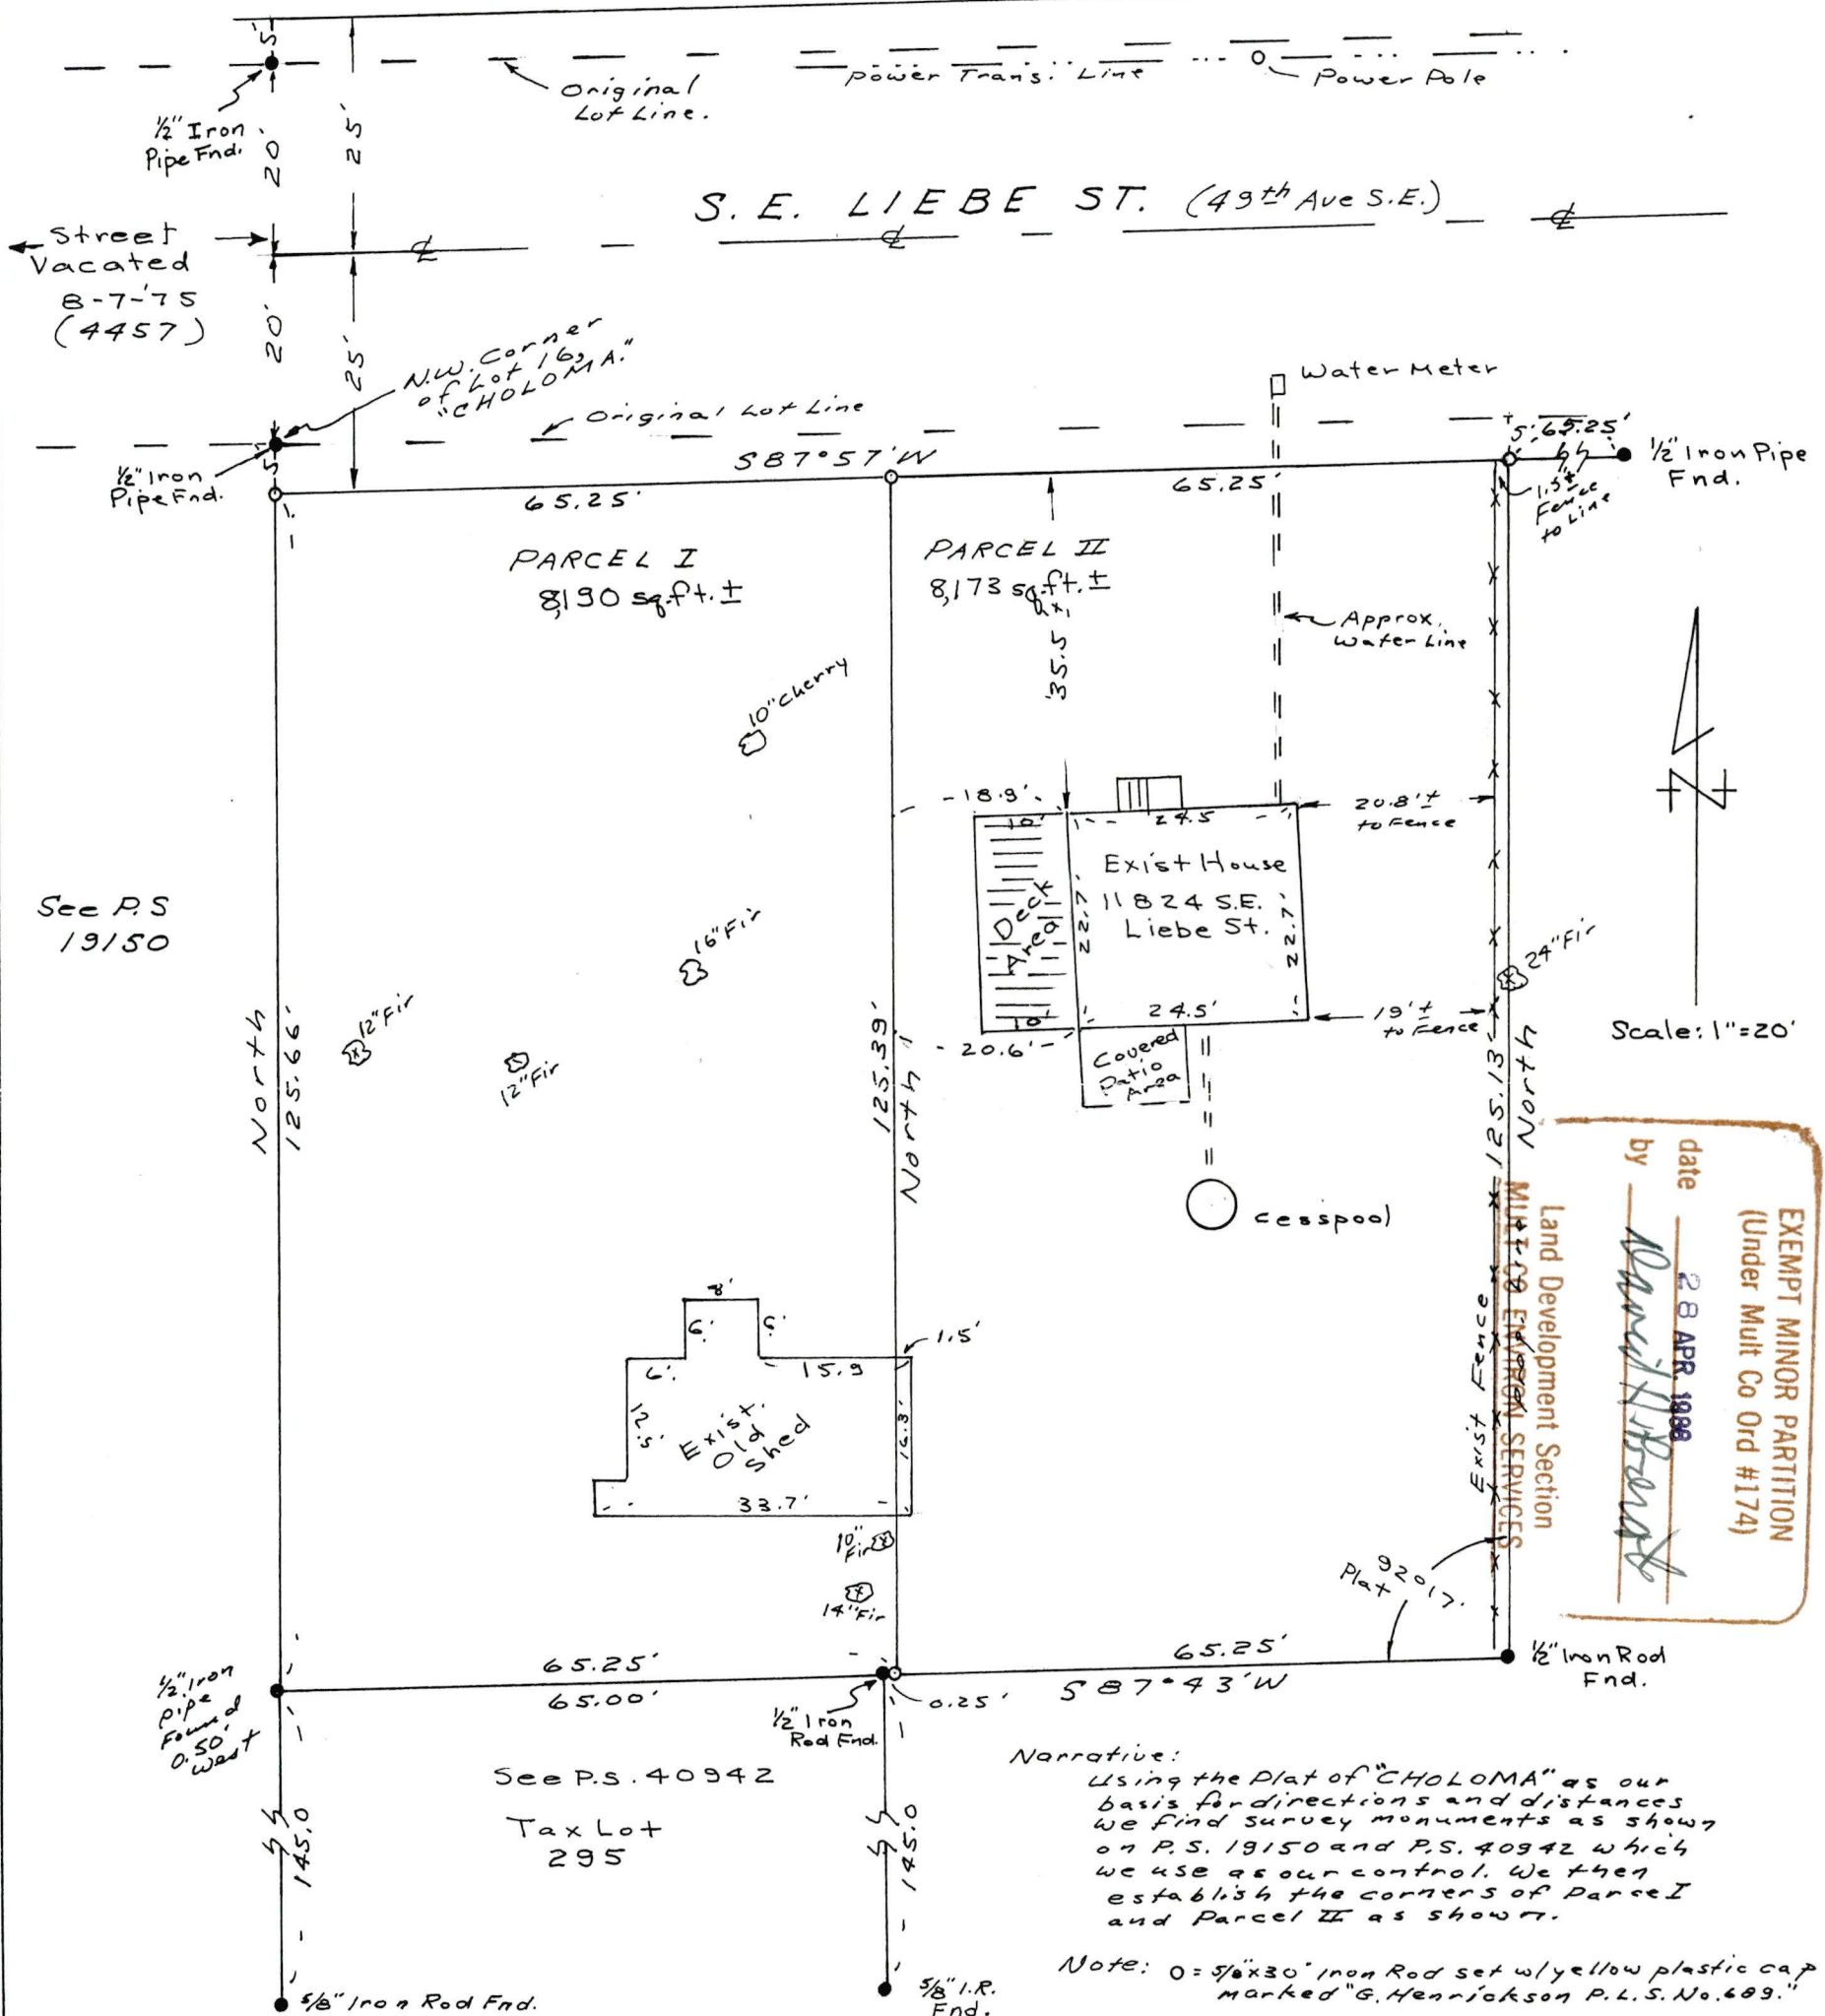 5'
25'
Original
Lot Line.
Power Trans. Line
Power Pole
1/2" Iron
Pipe Fnd.
20'
S. E. LIEBE ST. (49th Ave S.E.)
Street
Vacated
8-7-'75
(4457)
℄
℄
℄
20'
25'
N.W. Corner
of Lot 16,
"CHOLOMA."
Original Lot Line
Water Meter
1/2" Iron
Pipe Fnd.
5'
S 87° 57' W
65.25'
65.25'
5'
65.25'
1/2" Iron Pipe
Fnd.
1.5'±
Fence
to Line
PARCEL I
8,190 sq.ft.±
PARCEL II
8,173 sq.ft.±
35.5
Approx.
Water Line
10" Cherry
18.9'
10'
24.5
20.8'±
to Fence
Exist House
11824 S.E.
Liebe St.
Deck
Area
22.7'
22.7'
See P.S
19150
16" Fir
24" Fir
12" Fir
12" Fir
10'
24.5'
19'±
to Fence
20.6'
Covered
Patio
Area
Scale: 1"=20'
North
125.66'
125.39'
North
125.13'
North
cesspool
EXEMPT MINOR PARTITION
(Under Mult Co Ord #174)
date 28 APR. 1988
by
Land Development Section
MULT CO ENVIRON SERVICES
Exist Fence
8'
6'
6'
6'
15.9
1.5'
12.5'
Exist.
Old
Shed
16.3'
33.7'
10"
Fir
14" Fir
92017.
Plat
1/2" Iron
pipe
Found
0.50'
west
65.25'
65.00'
65.25'
S 87° 43' W
1/2" Iron Rod
Fnd.
1/2" Iron
Rod Fnd.
0.25'
See P.S. 40942
Tax Lot
295
145.0
145.0
5/8" Iron Rod Fnd.
5/8" I.R.
Fnd.
Narrative:
Using the Plat of "CHOLOMA" as our
basis for directions and distances
we find survey monuments as shown
on P.S. 19150 and P.S. 40942 which
we use as our control. We then
establish the corners of Parcel I
and Parcel II as shown.
Note: O = 5/8"x30" Iron Rod set w/yellow plastic cap
marked "G. Henrickson P.L.S. No. 689."